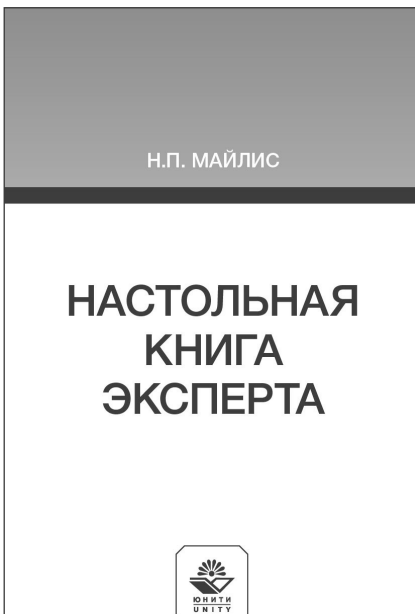 Н.П. МАЙЛИС
НАСТОЛЬНАЯ
КНИГА
ЭКСПЕРТА
ЮНИТИ
UNITY